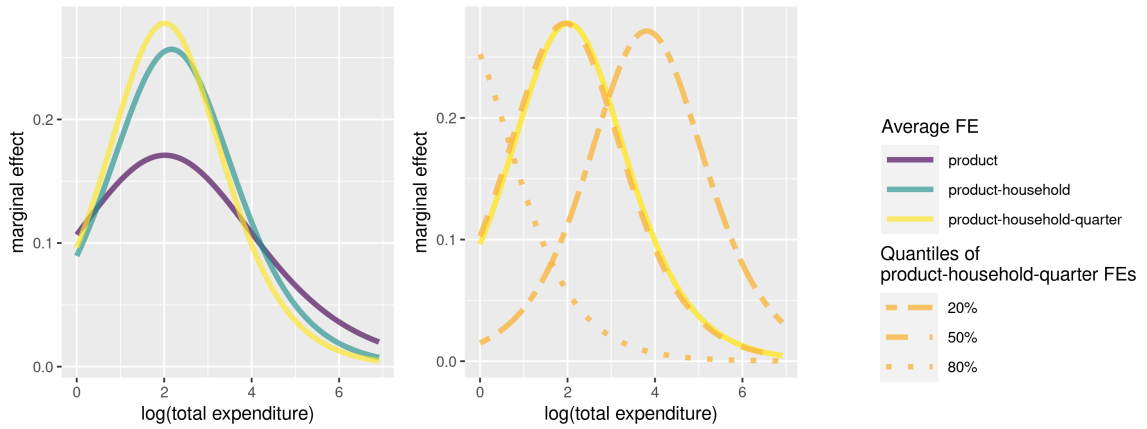 marginal effect
0.2
0.1
0.0
0
2
4
6
log(total expenditure)
marginal effect
0.2
0.1
0.0
0
2
4
6
log(total expenditure)
Average FE
product
product-household
product-household-quarter
Quantiles of
product-household-quarter FEs
20%
50%
80%